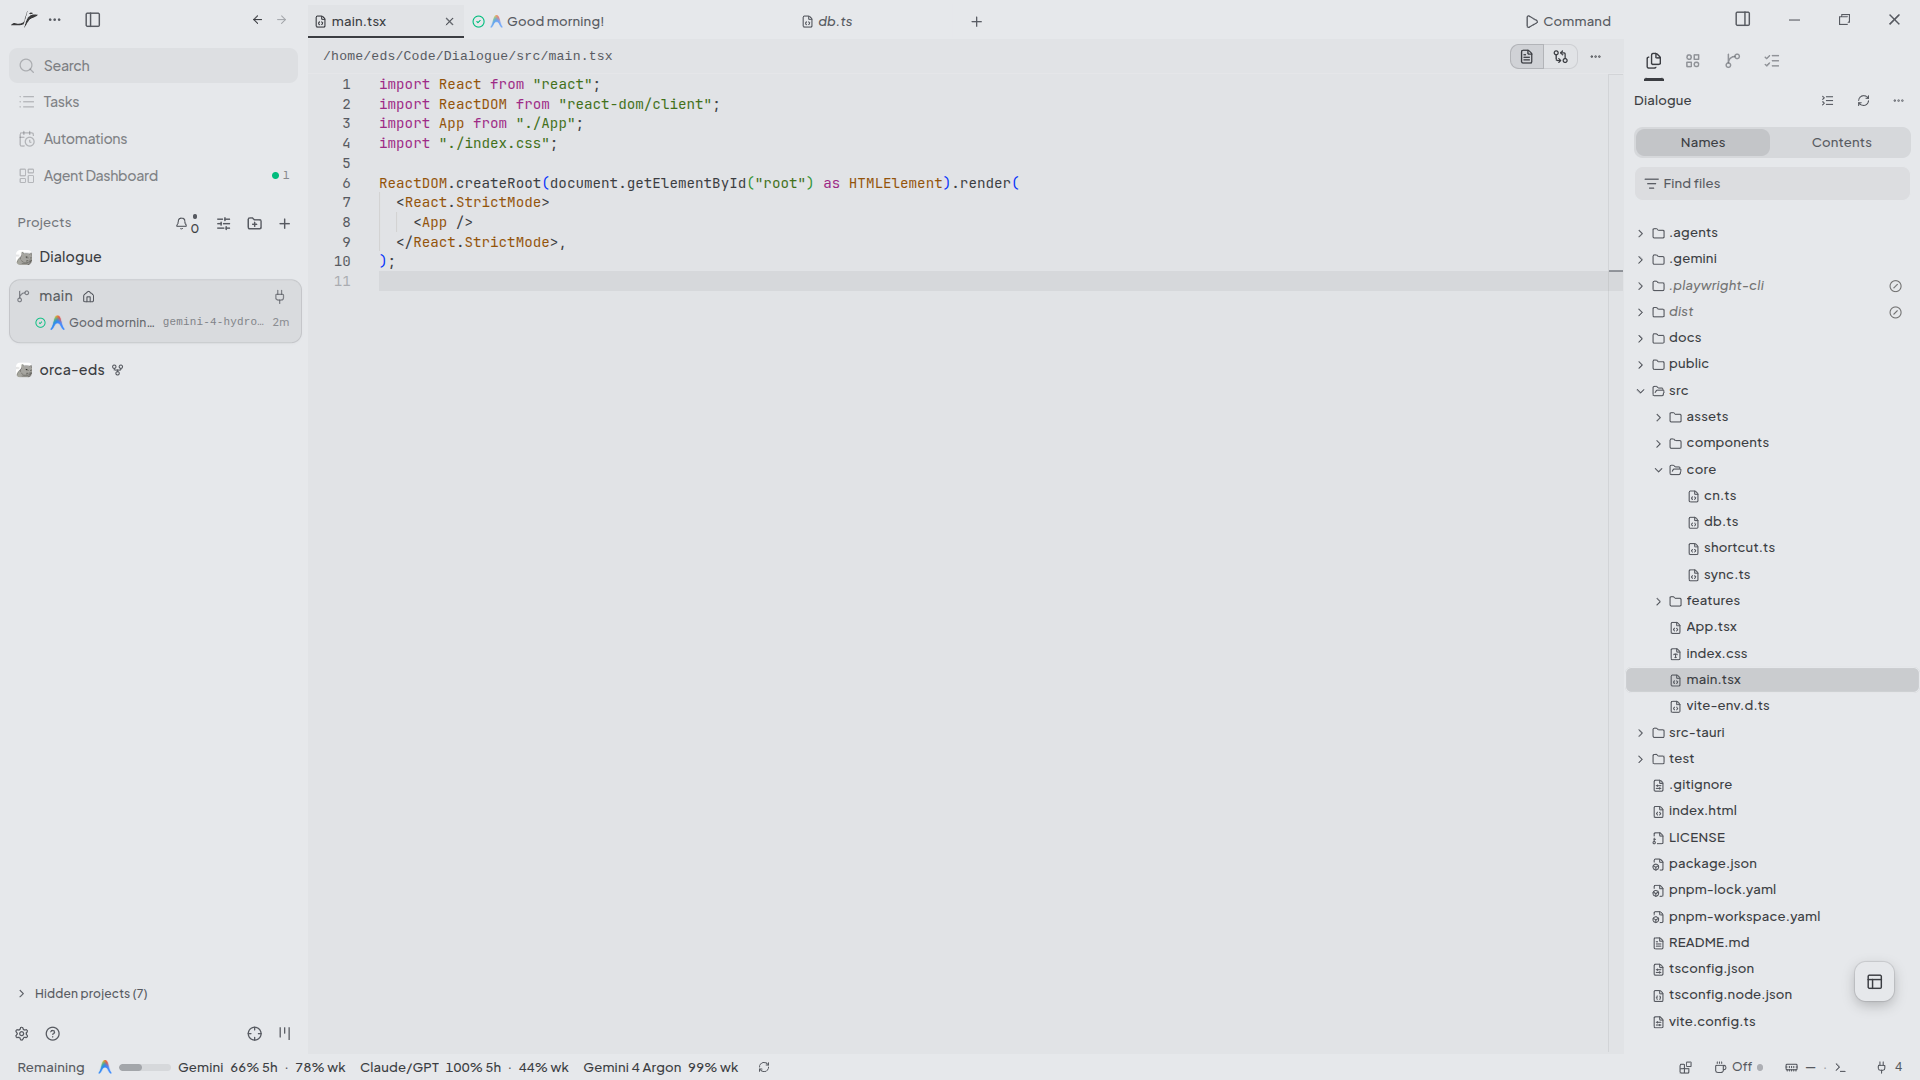 main.tsx
Good morning!
db.ts
Command
Search
Tasks
Automations
Agent Dashboard
1
Projects
0
Dialogue
main
Good mornin...
gemini-4-hydro...
2m
orca-eds
Hidden projects (7)
/home/eds/Code/Dialogue/src/main.tsx
1 import React from "react";
2 import ReactDOM from "react-dom/client";
3 import App from "./App";
4 import "./index.css";
5
6 ReactDOM.createRoot(document.getElementById("root") as HTMLElement).render(
7   <React.StrictMode>
8     <App />
9   </React.StrictMode>,
10 );
11
Dialogue
Names
Contents
Find files
.agents
.gemini
.playwright-cli
dist
docs
public
src
assets
components
core
cn.ts
db.ts
shortcut.ts
sync.ts
features
App.tsx
index.css
main.tsx
vite-env.d.ts
src-tauri
test
.gitignore
index.html
LICENSE
package.json
pnpm-lock.yaml
pnpm-workspace.yaml
README.md
tsconfig.json
tsconfig.node.json
vite.config.ts
Remaining
Gemini 66% 5h · 78% wk
Claude/GPT 100% 5h · 44% wk
Gemini 4 Argon 99% wk
Off
— ·
4